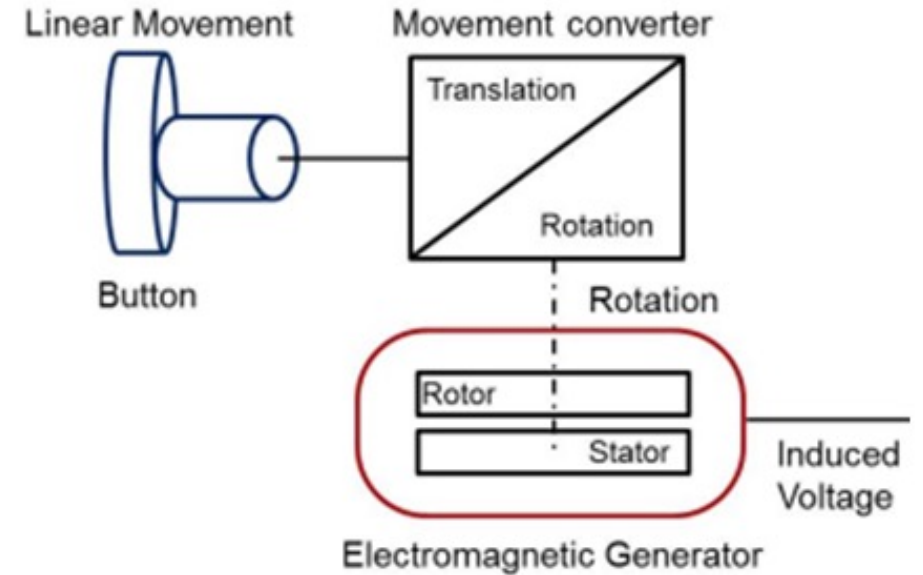 Linear Movement
Movement converter
Translation
Rotation
Button
Rotation
Rotor
Stator
Induced
Voltage
Electromagnetic Generator